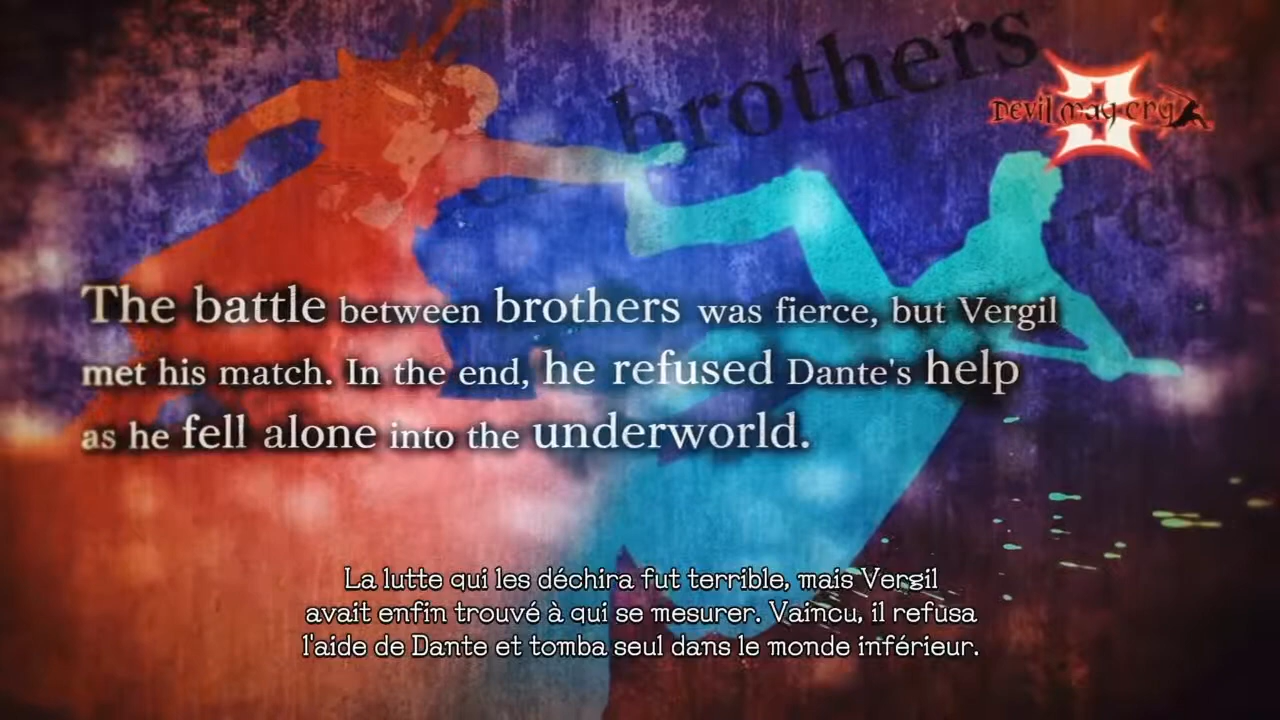 brothers
Devil may cry
3
The battle between brothers was fierce, but Vergil
met his match. In the end, he refused Dante's help
as he fell alone into the underworld.
La lutte qui les déchira fut terrible, mais Vergil
avait enfin trouvé à qui se mesurer. Vaincu, il refusa
l'aide de Dante et tomba seul dans le monde inférieur.